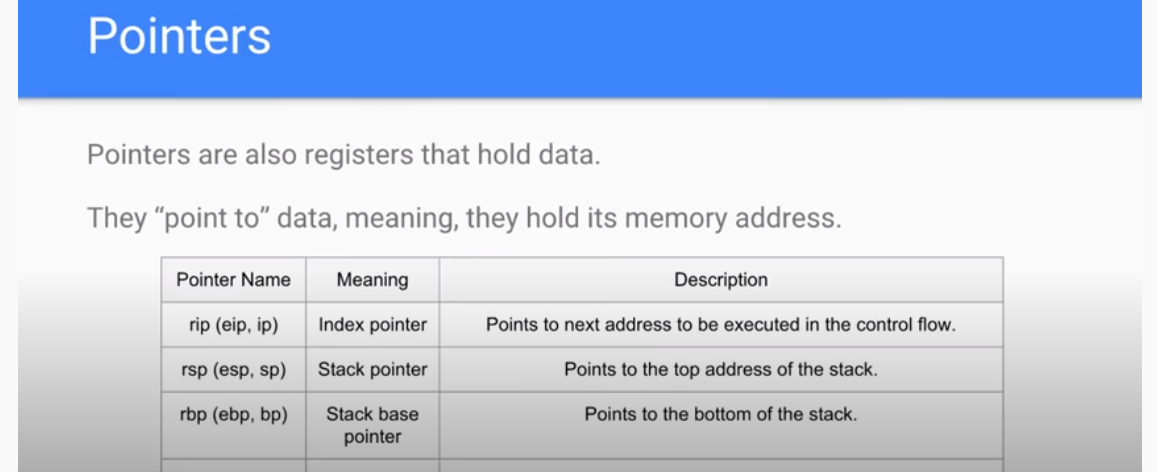 Pointers
Pointers are also registers that hold data.
They “point to” data, meaning, they hold its memory address.
Pointer Name Meaning Description
rip (eip, ip) Index pointer Points to next address to be executed in the control flow.
rsp (esp, sp) Stack pointer Points to the top address of the stack.
rbp (ebp, bp) Stack base Points to the bottom of the stack.
pointer